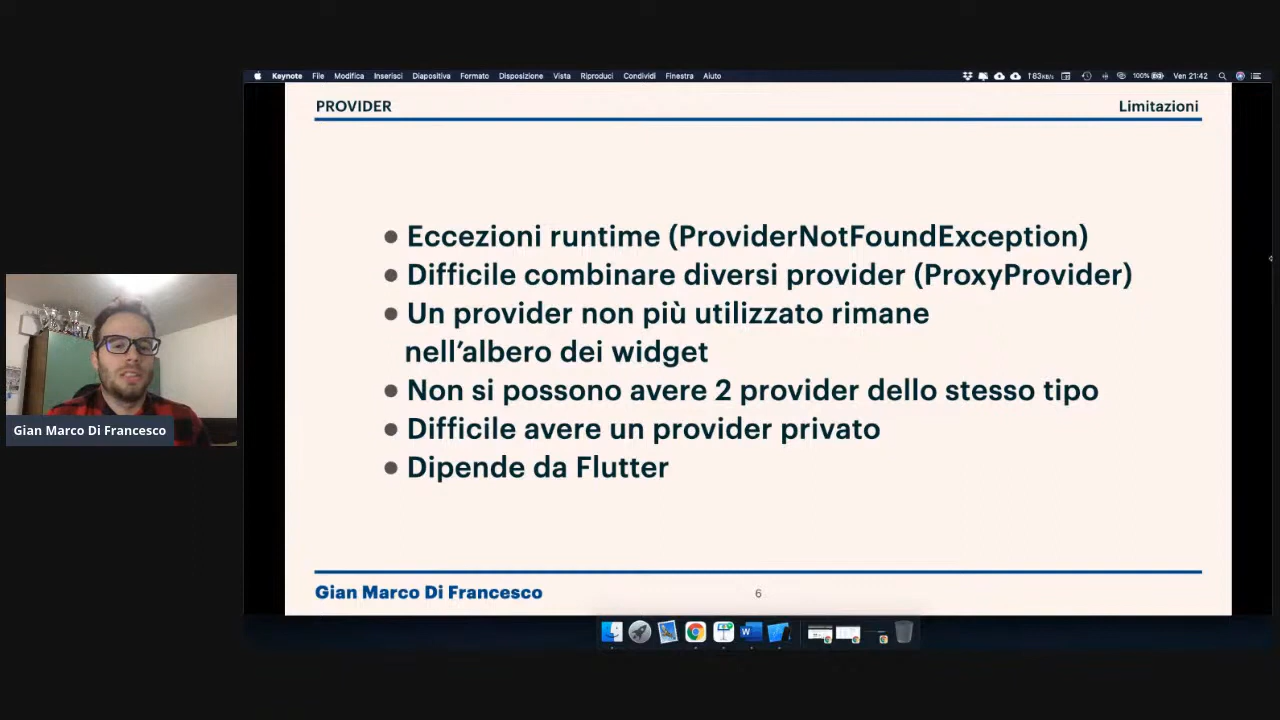 Keynote File Modifica Inserisci Diapositiva Formato Disposizione Vista Riproduci Condividi Finestra Aiuto
100% Ven 21:42
PROVIDER
Limitazioni
● Eccezioni runtime (ProviderNotFoundException)
● Difficile combinare diversi provider (ProxyProvider)
● Un provider non più utilizzato rimane
nell’albero dei widget
● Non si possono avere 2 provider dello stesso tipo
● Difficile avere un provider privato
● Dipende da Flutter
Gian Marco Di Francesco
Gian Marco Di Francesco
6